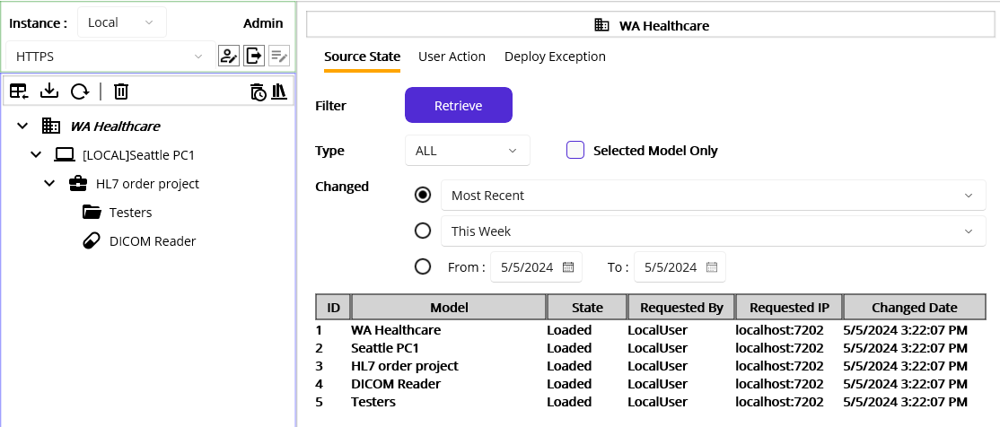 Instance : Local Admin
HTTPS
WA Healthcare
[LOCAL]Seattle PC1
HL7 order project
Testers
DICOM Reader
WA Healthcare
Source State User Action Deploy Exception
Filter Retrieve
Type ALL Selected Model Only
Changed Most Recent
This Week
From : 5/5/2024 To : 5/5/2024
ID Model State Requested By Requested IP Changed Date
1 WA Healthcare Loaded LocalUser localhost:7202 5/5/2024 3:22:07 PM
2 Seattle PC1 Loaded LocalUser localhost:7202 5/5/2024 3:22:07 PM
3 HL7 order project Loaded LocalUser localhost:7202 5/5/2024 3:22:07 PM
4 DICOM Reader Loaded LocalUser localhost:7202 5/5/2024 3:22:07 PM
5 Testers Loaded LocalUser localhost:7202 5/5/2024 3:22:07 PM